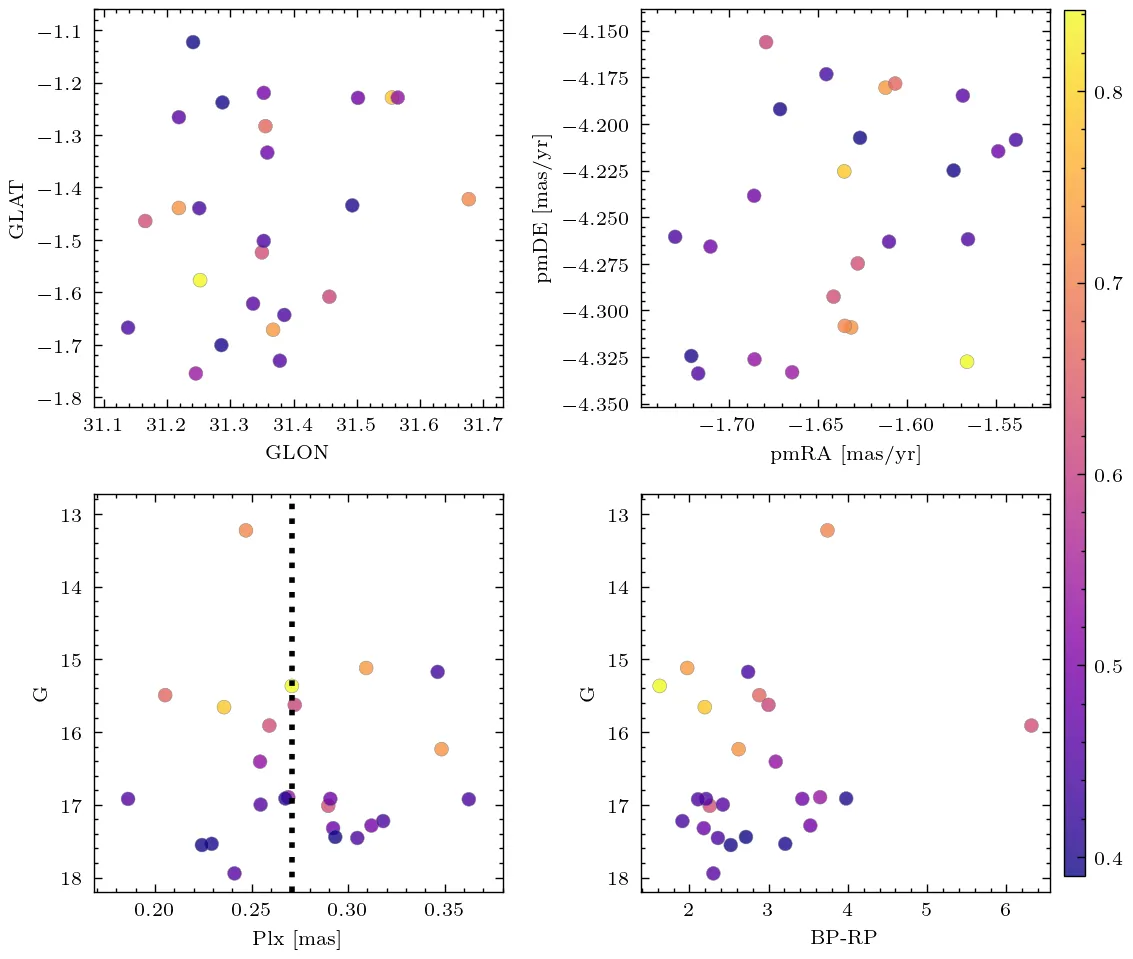 −1.1
−1.2
−1.3
−1.4
−1.5
−1.6
−1.7
−1.8
GLAT
31.1 31.2 31.3 31.4 31.5 31.6 31.7
GLON
−4.150
−4.175
−4.200
−4.225
−4.250
−4.275
−4.300
−4.325
−4.350
pmDE [mas/yr]
−1.70 −1.65 −1.60 −1.55
pmRA [mas/yr]
0.8
0.7
0.6
0.5
0.4
13
14
15
16
17
18
G
0.20 0.25 0.30 0.35
Plx [mas]
13
14
15
16
17
18
G
2 3 4 5 6
BP-RP